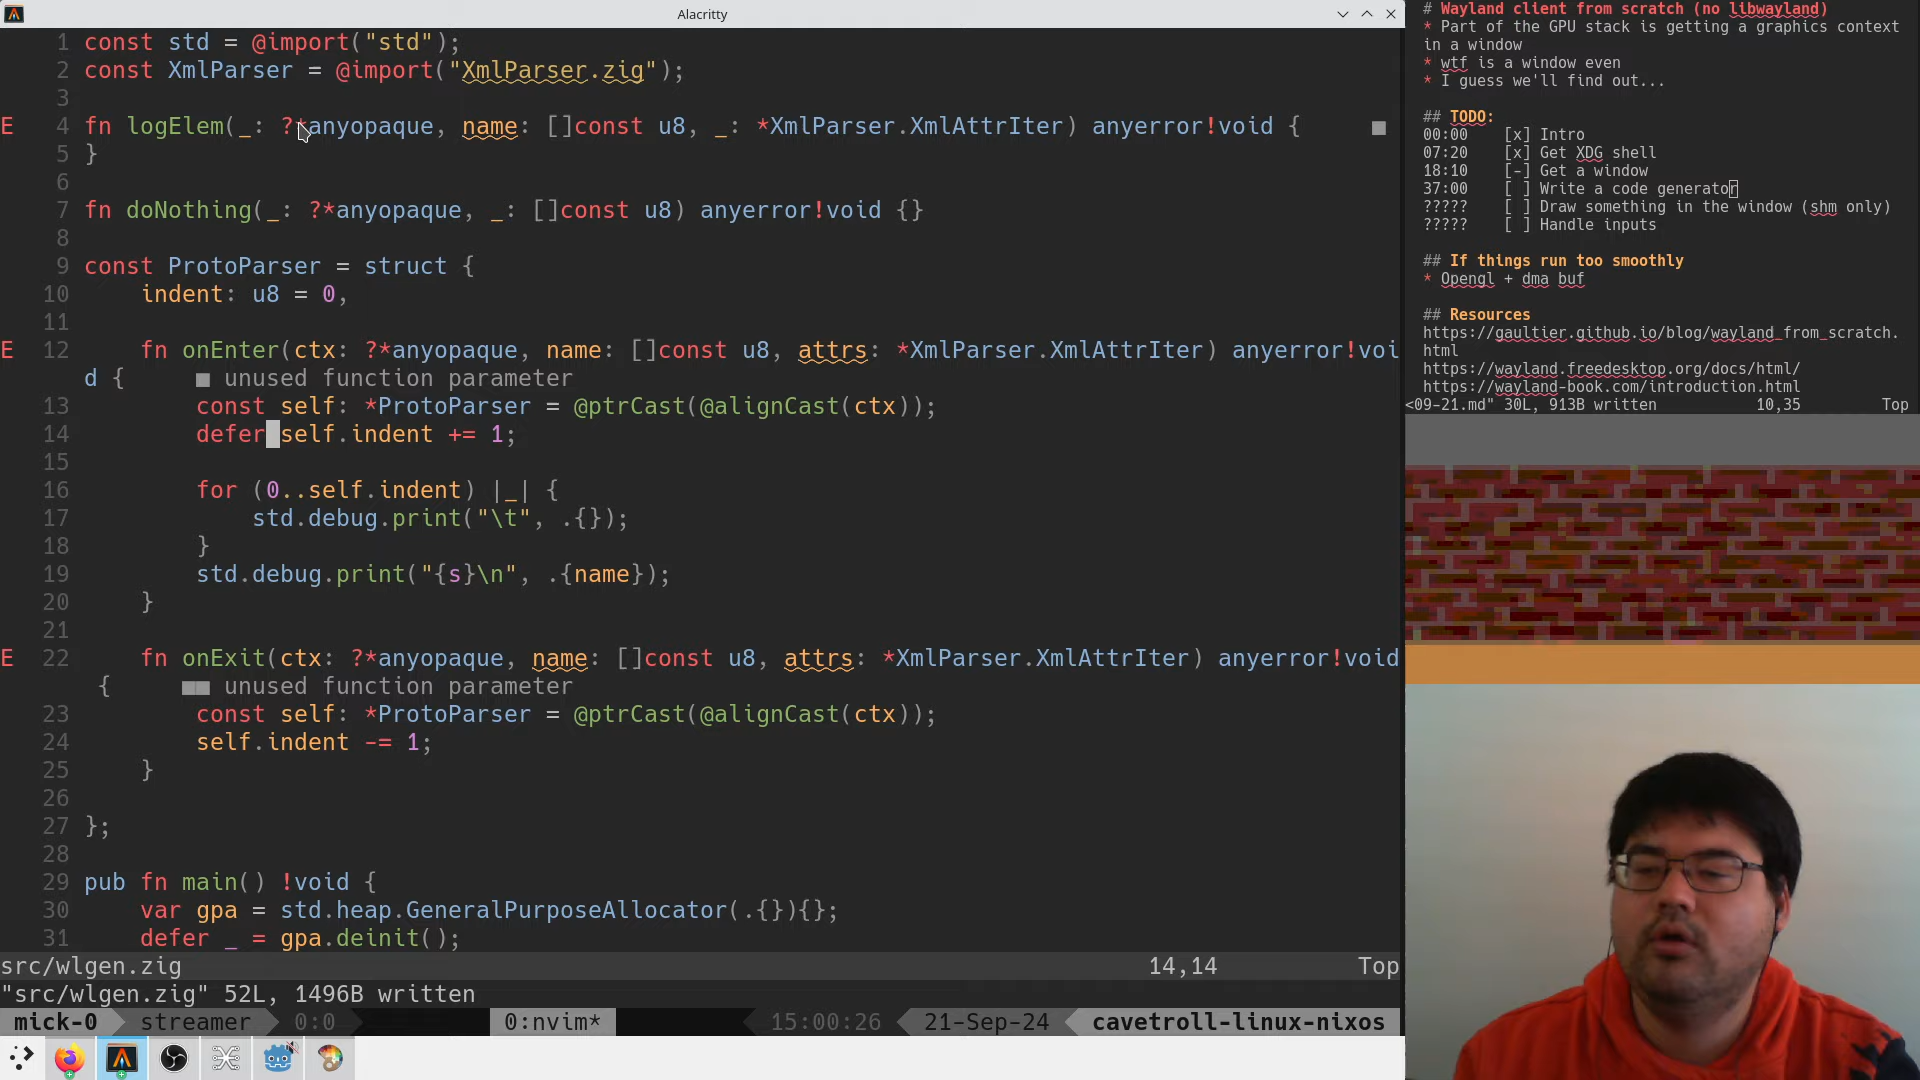 Alacritty
1 const std = @import("std");
2 const XmlParser = @import("XmlParser.zig");
3
E 4 fn logElem(_: ?*anyopaque, name: []const u8, _: *XmlParser.XmlAttrIter) anyerror!void { ■
5 }
6
7 fn doNothing(_: ?*anyopaque, _: []const u8) anyerror!void {}
8
9 const ProtoParser = struct {
10 indent: u8 = 0,
11
E 12 fn onEnter(ctx: ?*anyopaque, name: []const u8, attrs: *XmlParser.XmlAttrIter) anyerror!voi
d { ■ unused function parameter
13 const self: *ProtoParser = @ptrCast(@alignCast(ctx));
14 defer self.indent += 1;
15
16 for (0..self.indent) |_| {
17 std.debug.print("\t", .{});
18 }
19 std.debug.print("{s}\n", .{name});
20 }
21
E 22 fn onExit(ctx: ?*anyopaque, name: []const u8, attrs: *XmlParser.XmlAttrIter) anyerror!void
{ ■■ unused function parameter
23 const self: *ProtoParser = @ptrCast(@alignCast(ctx));
24 self.indent -= 1;
25 }
26
27 };
28
29 pub fn main() !void {
30 var gpa = std.heap.GeneralPurposeAllocator(.{}){};
31 defer _ = gpa.deinit();
src/wlgen.zig 14,14 Top
"src/wlgen.zig" 52L, 1496B written
mick-0 streamer 0:0 0:nvim* 15:00:26 21-Sep-24 cavetroll-linux-nixos
# Wayland client from scratch (no libwayland)
* Part of the GPU stack is getting a graphics context
in a window
* wtf is a window even
* I guess we'll find out...
## TODO:
00:00 [x] Intro
07:20 [x] Get XDG shell
18:10 [-] Get a window
37:00 [ ] Write a code generator
????? [ ] Draw something in the window (shm only)
????? [ ] Handle inputs
## If things run too smoothly
* Opengl + dma buf
## Resources
https://gaultier.github.io/blog/wayland_from_scratch.
html
https://wayland.freedesktop.org/docs/html/
https://wayland-book.com/introduction.html
<09-21.md" 30L, 913B written 10,35 Top